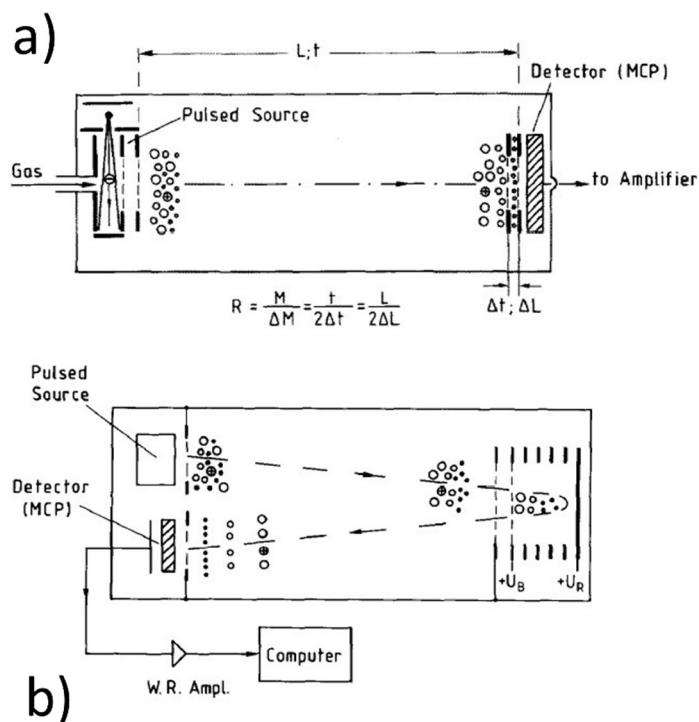 a)
L;t
Detector (MCP)
Pulsed Source
Gas
to Amplifier
Δt; ΔL
R = M/ΔM = t/2Δt = L/2ΔL
Pulsed
Source
Detector
(MCP)
+U_B +U_R
Computer
W.R. Ampl.
b)